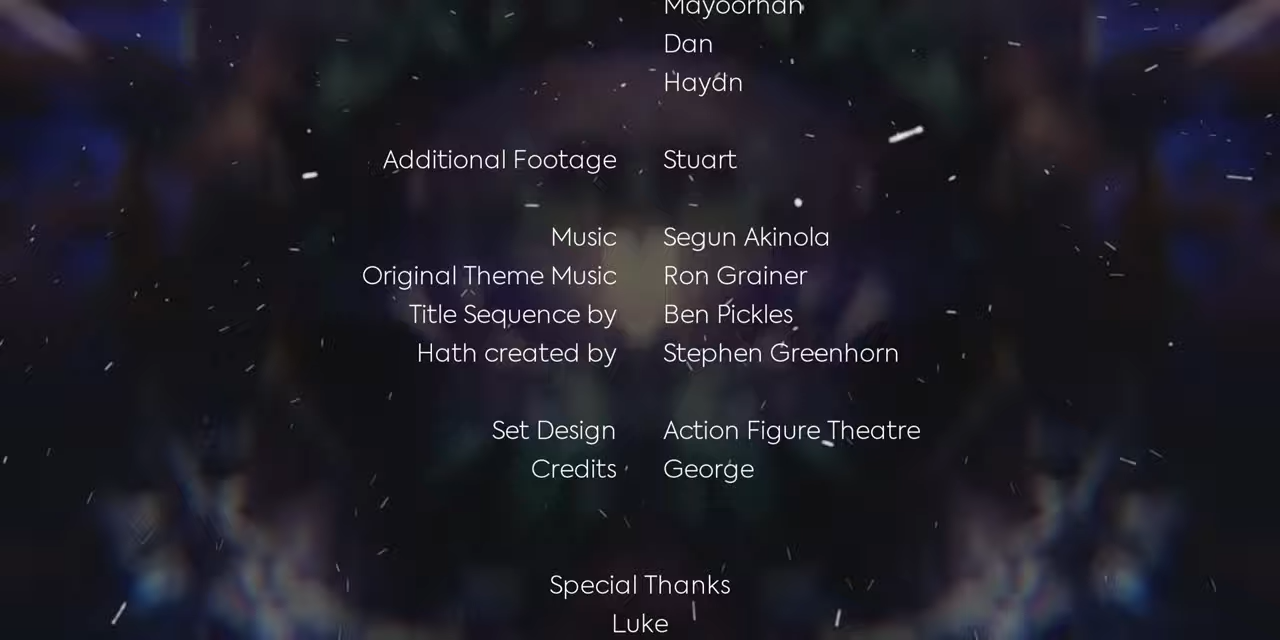 Mayoorhan
Dan
Haydn
Additional Footage Stuart
Music Segun Akinola
Original Theme Music Ron Grainer
Title Sequence by Ben Pickles
Hath created by Stephen Greenhorn
Set Design Action Figure Theatre
Credits George
Special Thanks
Luke